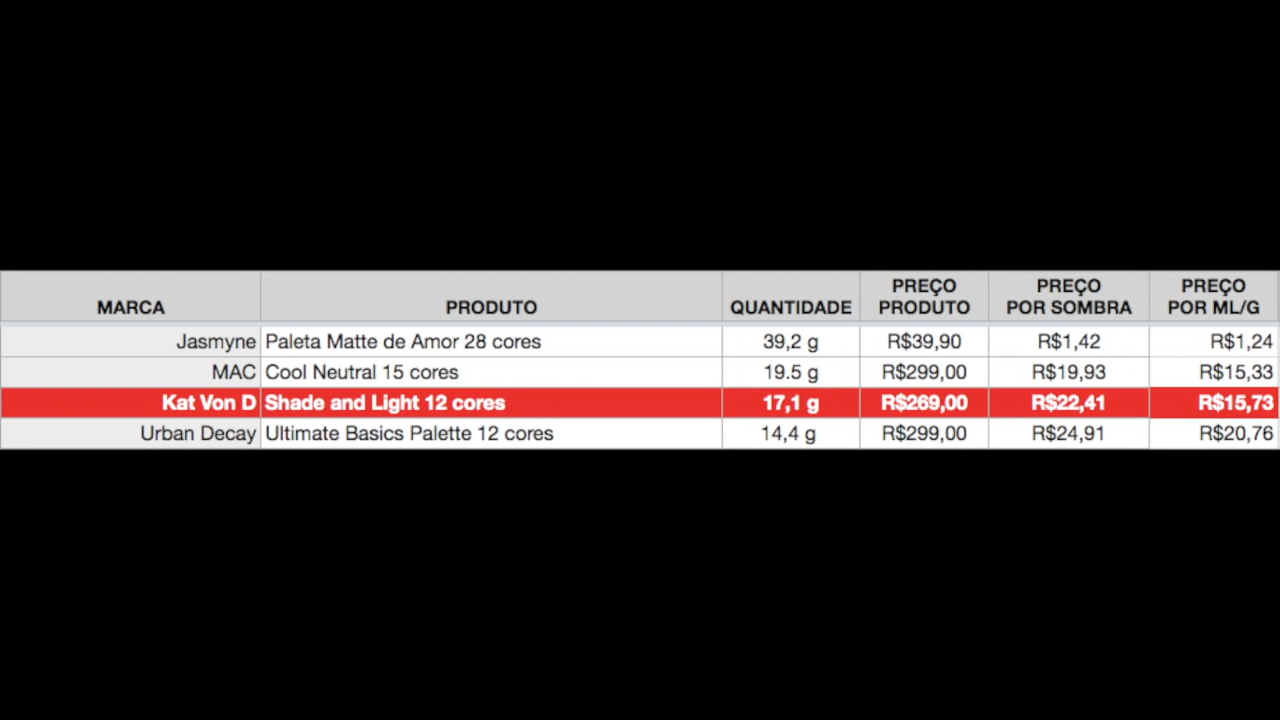 MARCA PRODUTO QUANTIDADE PREÇO PRODUTO PREÇO POR SOMBRA PREÇO POR ML/G
Jasmyne Paleta Matte de Amor 28 cores 39,2 g R$39,90 R$1,42 R$1,24
MAC Cool Neutral 15 cores 19.5 g R$299,00 R$19,93 R$15,33
Kat Von D Shade and Light 12 cores 17,1 g R$269,00 R$22,41 R$15,73
Urban Decay Ultimate Basics Palette 12 cores 14,4 g R$299,00 R$24,91 R$20,76